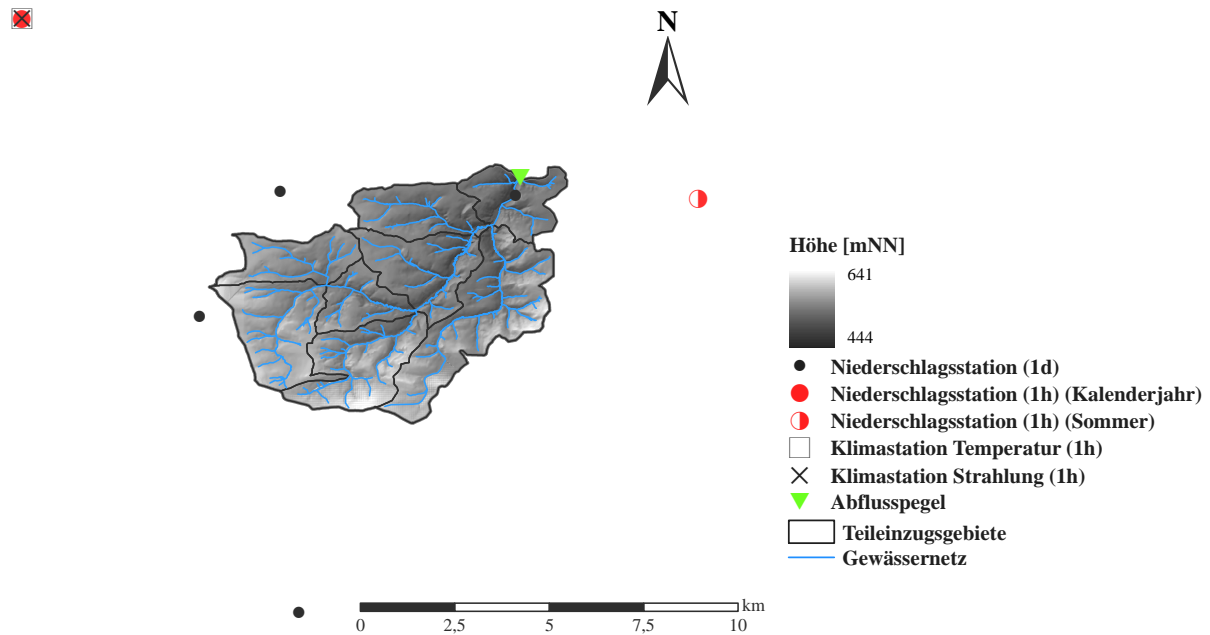 N
Höhe [mNN]
641
444
Niederschlagsstation (1d)
Niederschlagsstation (1h) (Kalenderjahr)
Niederschlagsstation (1h) (Sommer)
Klimastation Temperatur (1h)
Klimastation Strahlung (1h)
Abflusspegel
Teileinzugsgebiete
Gewässernetz
km
0 2,5 5 7,5 10